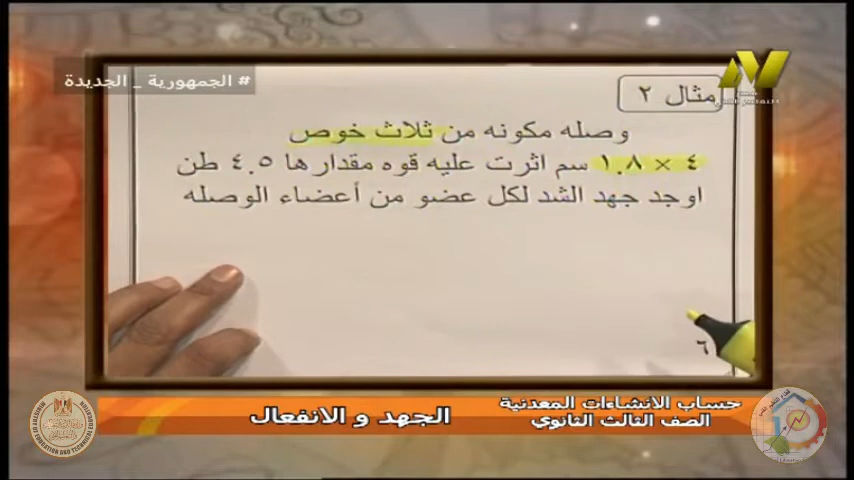 # الجمهورية _ الجديدة
مثال ٢
وصله مكونه من ثلاث خوص
٤ × ١.٨ سم اثرت عليه قوه مقدارها ٤.٥ طن
اوجد جهد الشد لكل عضو من أعضاء الوصله
٦
حساب الانشاءات المعدنية
الصف الثالث الثانوي
الجهد و الانفعال